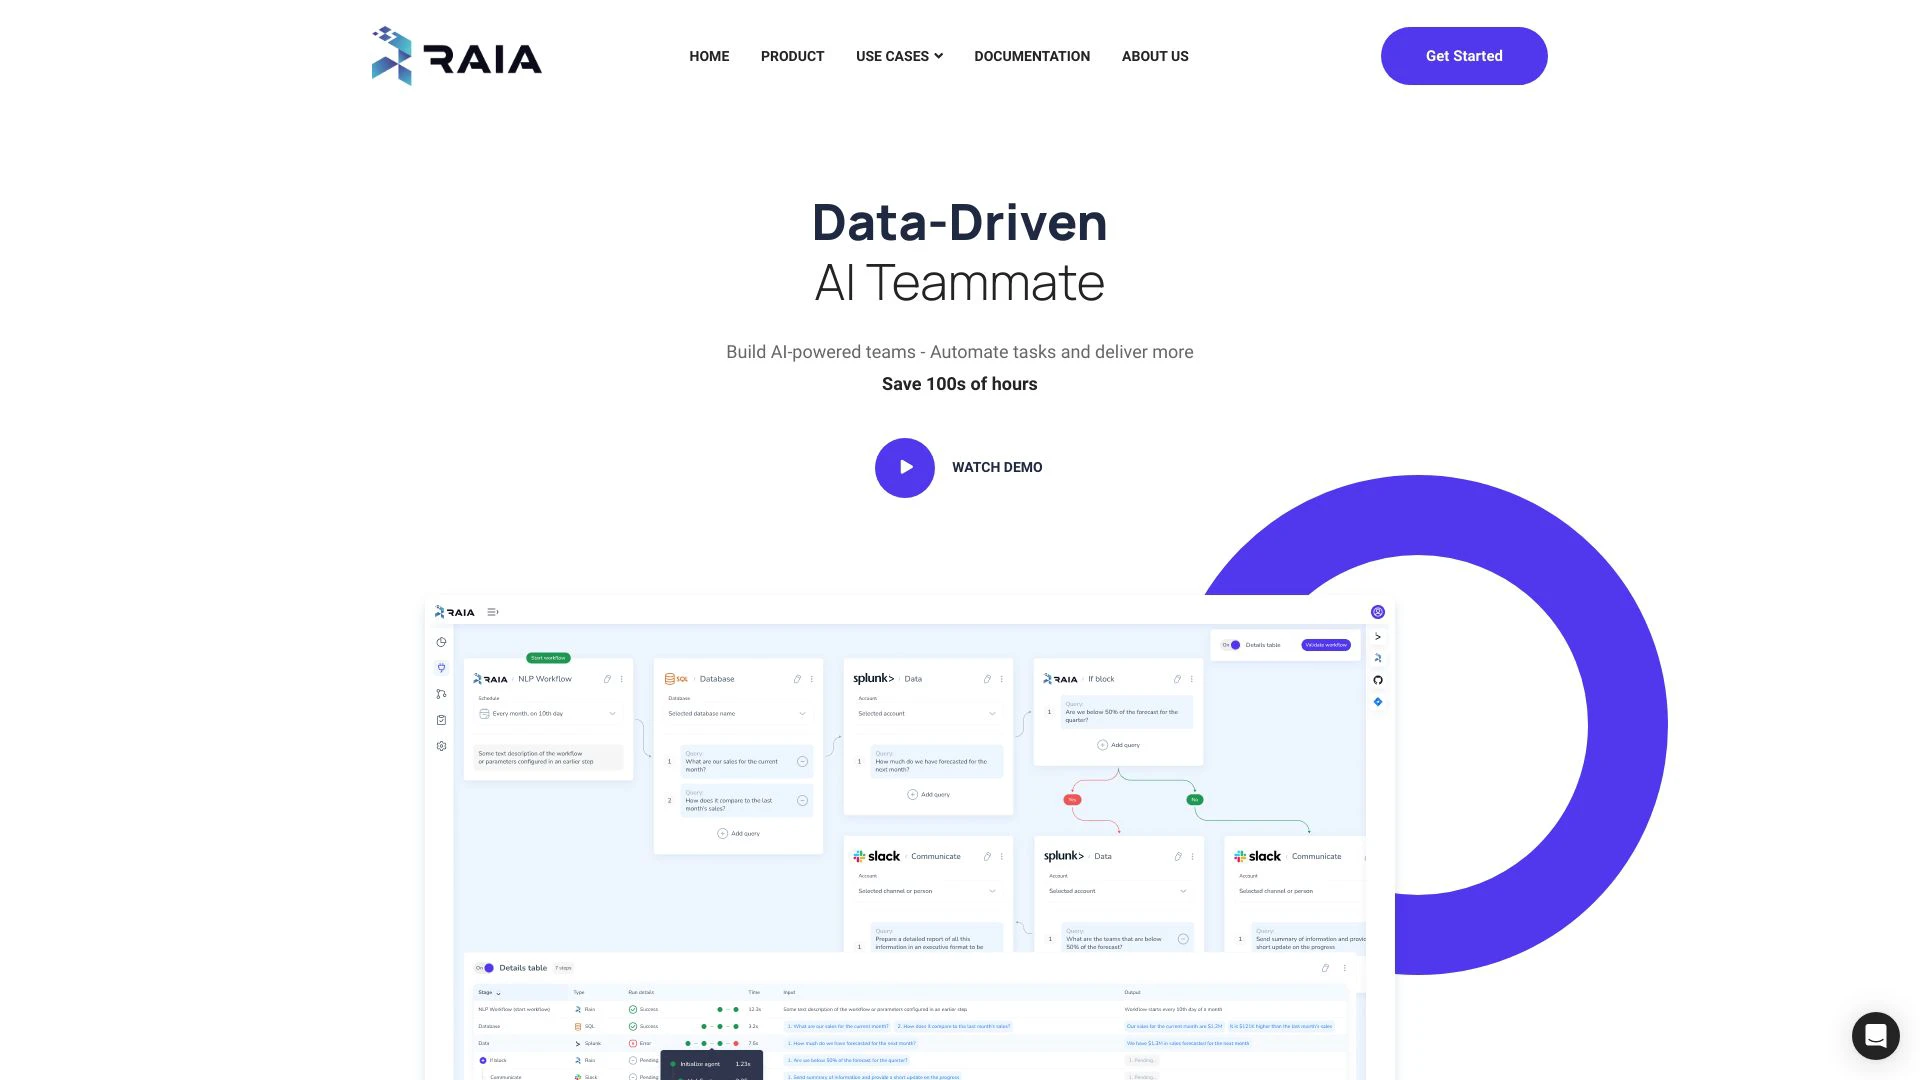 RAIA
HOME
PRODUCT
USE CASES
DOCUMENTATION
ABOUT US
Get Started
Data-Driven
AI Teammate
Build AI-powered teams - Automate tasks and deliver more
Save 100s of hours
WATCH DEMO
RAIA
On
Details table
Validate workflow
Start workflow
RAIA
NLP Workflow
Schedule
Every month, on 10th day
Some text description of the workflow
or parameters configured in an earlier step
SQL
Database
Database
Selected database name
1
Query:
What are our sales for the current
month?
2
Query:
How does it compare to the last
month's sales?
Add query
splunk>
Data
Account
Selected account
1
Query:
How much do we have forecasted for the
next month?
Add query
RAIA
If block
1
Query:
Are we below 50% of the forecast for the
quarter?
Add query
Yes
No
slack
Communicate
Account
Selected channel or person
1
Query:
Prepare a detailed report of all this
information in an executive format to be
splunk>
Data
Account
Selected account
1
Query:
What are the teams that are below
50% of the forecast?
slack
Communicate
Account
Selected channel or person
1
Query:
Send summary of information and provid
short update on the progress
On
Details table
7 steps
Stage
Type
Run details
Time
Input
Output
NLP Workflow (start workflow)
Raia
Success
12.3s
Some text description of the workflow or parameters configured in an earlier step
Workflow starts every 10th day of a month
Database
SQL
Success
3.2s
1. What are our sales for the current month?
2. How does it compare to the last month's sales?
Our sales for the current month are $1.2M
It is $121K higher than the last month's sales
Data
Splunk
Error
7.5s
1. How much do we have forecasted for the next month?
We have $1.3M in sales forecasted for the next month
If block
Raia
Pending
Initialize agent
1.23s
1. Are we below 50% of the forecast for the quarter?
1. Pending...
Communicate
Slack
Pending
1. Send summary of information and provide a short update on the progress
1. Pending...